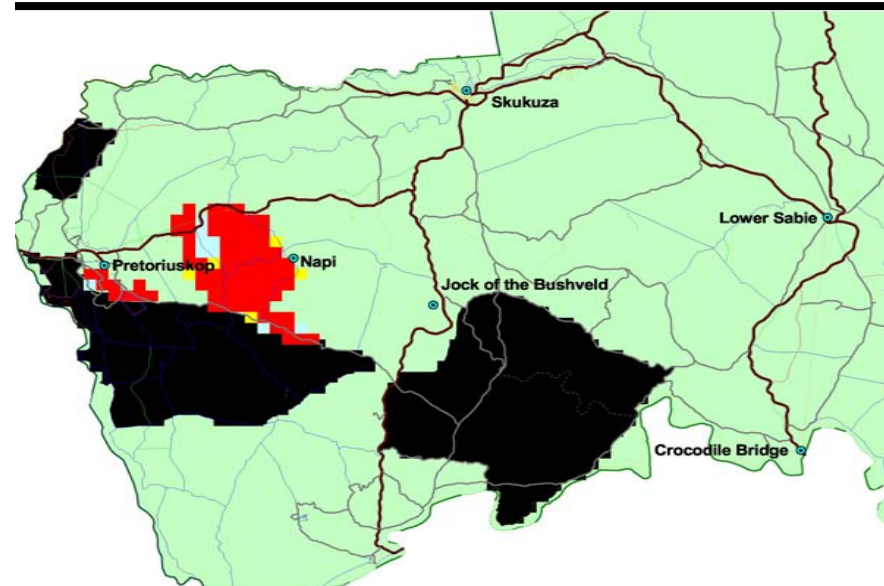 Skukuza
Lower Sabie
Pretoriuskop
Napi
Jock of the Bushveld
Crocodile Bridge